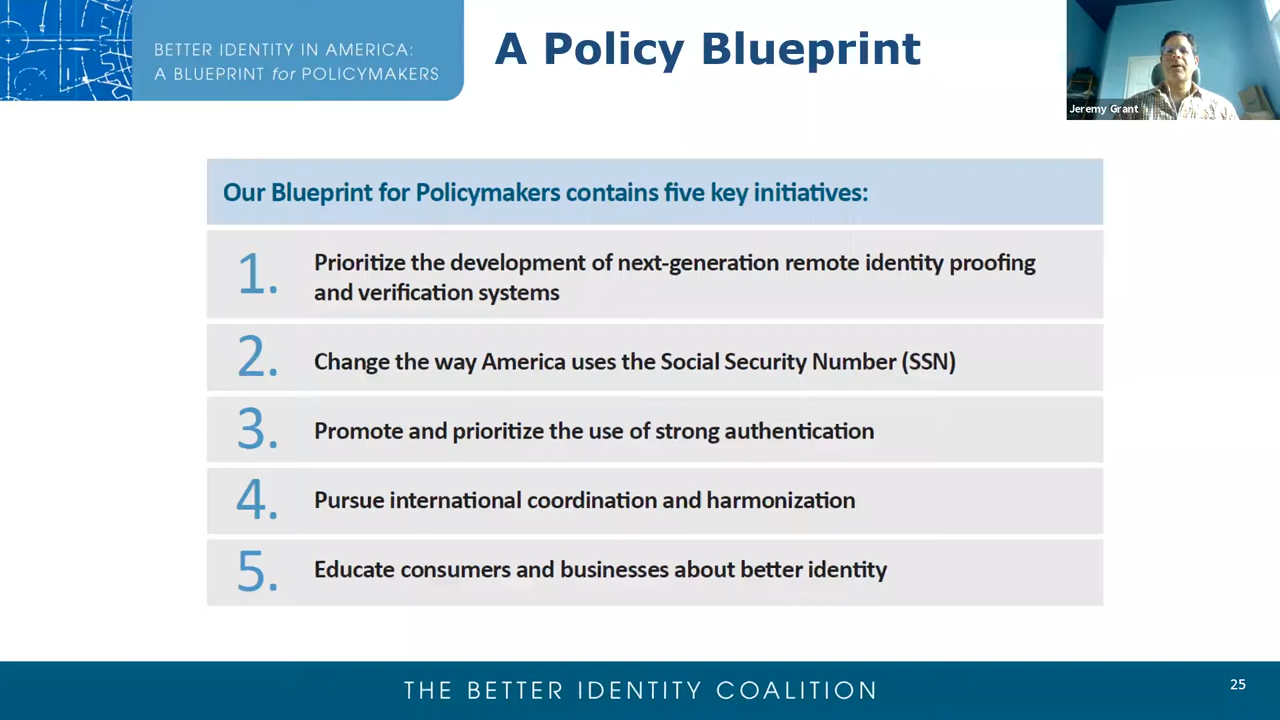 BETTER IDENTITY IN AMERICA:
A BLUEPRINT for POLICYMAKERS
A Policy Blueprint
Jeremy Grant
Our Blueprint for Policymakers contains five key initiatives:
1. Prioritize the development of next-generation remote identity proofing
and verification systems
2. Change the way America uses the Social Security Number (SSN)
3. Promote and prioritize the use of strong authentication
4. Pursue international coordination and harmonization
5. Educate consumers and businesses about better identity
THE BETTER IDENTITY COALITION
25